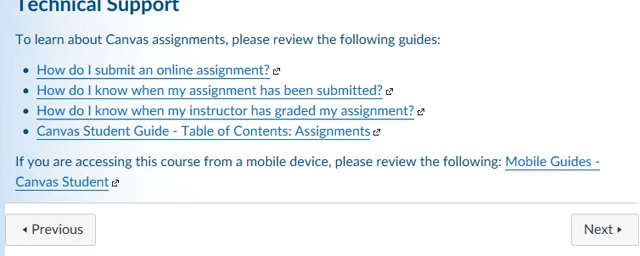 Technical Support
To learn about Canvas assignments, please review the following guides:
How do I submit an online assignment?
How do I know when my assignment has been submitted?
How do I know when my instructor has graded my assignment?
Canvas Student Guide - Table of Contents: Assignments
If you are accessing this course from a mobile device, please review the following: Mobile Guides -
Canvas Student
Previous
Next